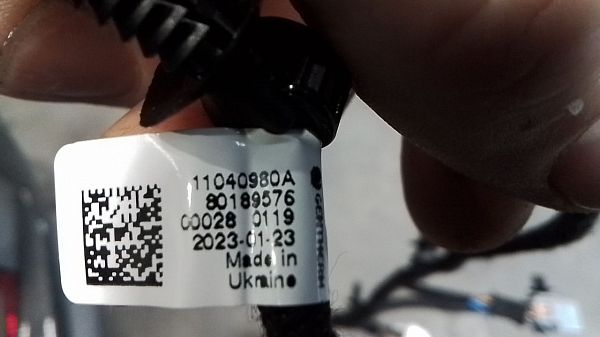 11040980A
80189576
00028 0119
2023-01-23
Made in
Ukraine
GENTHERM